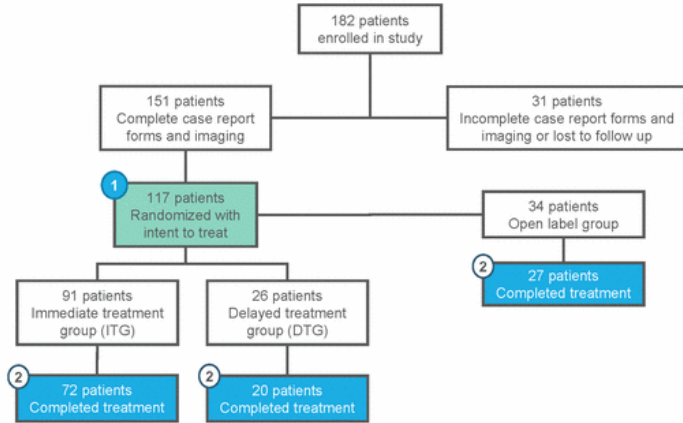 182 patients
enrolled in study
151 patients
Complete case report
forms and imaging
31 patients
Incomplete case report forms and
imaging or lost to follow up
1
117 patients
Randomized with
intent to treat
34 patients
Open label group
2
27 patients
Completed treatment
91 patients
Immediate treatment
group (ITG)
26 patients
Delayed treatment
group (DTG)
2
72 patients
Completed treatment
2
20 patients
Completed treatment